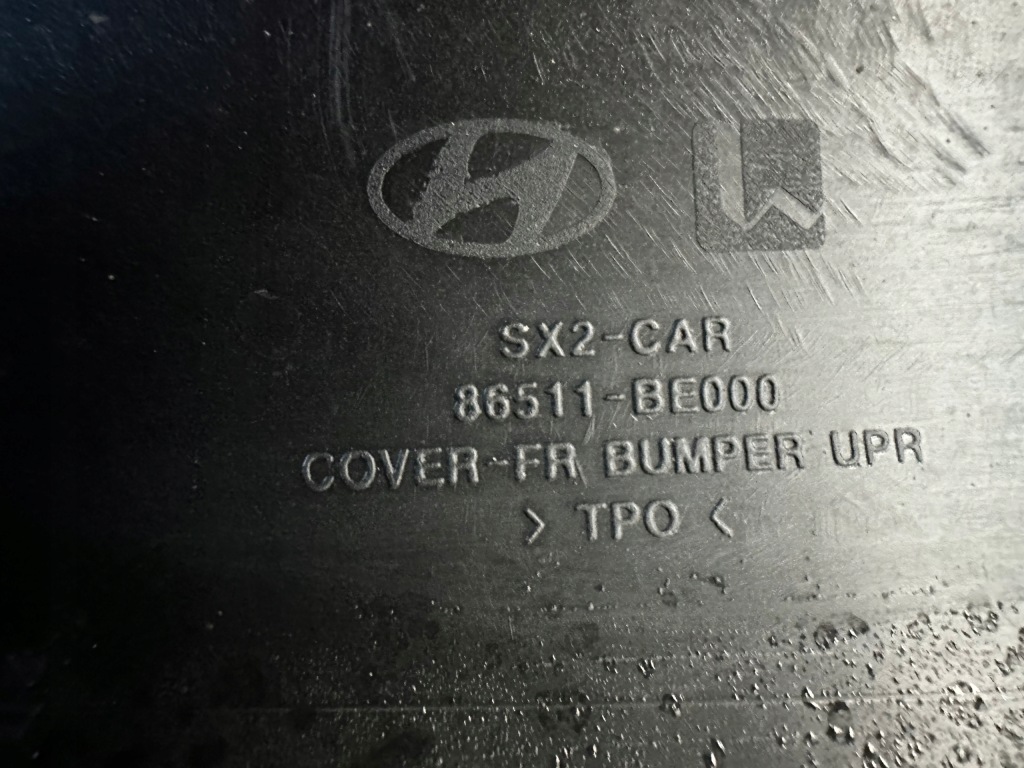 SX2-CAR
86511-BE000
COVER-FR BUMPER UPR
> TPO <